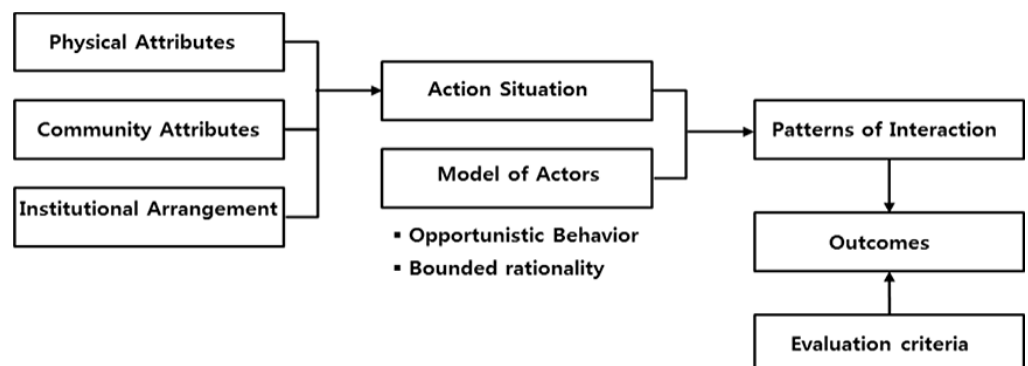 Physical Attributes
Community Attributes
Institutional Arrangement
Action Situation
Model of Actors
▪ Opportunistic Behavior
▪ Bounded rationality
Patterns of Interaction
Outcomes
Evaluation criteria